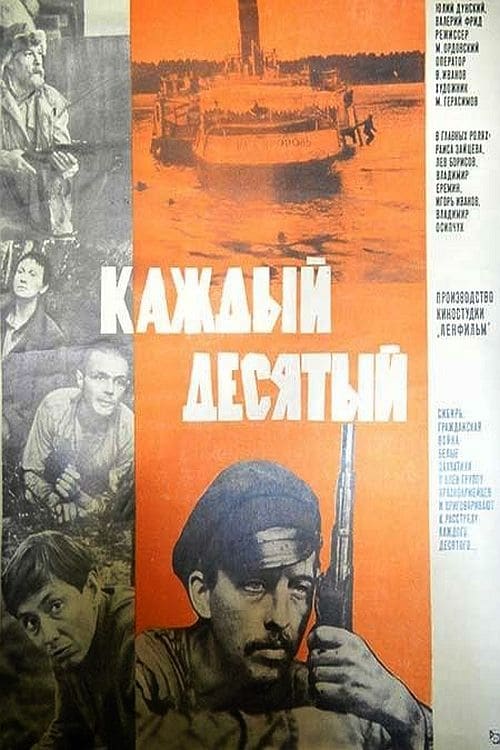 ЮЛИЙ ДУНСКИЙ,
ВАЛЕРИЙ ФРИД
РЕЖИССЕР
М. ОРДОВСКИЙ
ОПЕРАТОР
В. ИВАНОВ
ХУДОЖНИК
М. ГЕРАСИМОВ
В ГЛАВНЫХ РОЛЯХ:
РАИСА ЗАЙЦЕВА,
ЛЕВ БОРИСОВ,
ВЛАДИМИР
ЕРЕМИН,
ИГОРЬ ИВАНОВ,
ВЛАДИМИР
ОСИПЧУК
КАЖДЫЙ
ДЕСЯТЫЙ
ПРОИЗВОДСТВО
КИНОСТУДИИ
„ЛЕНФИЛЬМ"
СИБИРЬ.
ГРАЖДАНСКАЯ
ВОЙНА.
БЕЛЫЕ
ЗАХВАТИЛИ
В ПЛЕН ГРУППУ
КРАСНОАРМЕЙЦЕВ
И ПРИГОВАРИВАЮТ
К РАССТРЕЛУ
КАЖДОГО
ДЕСЯТОГО...